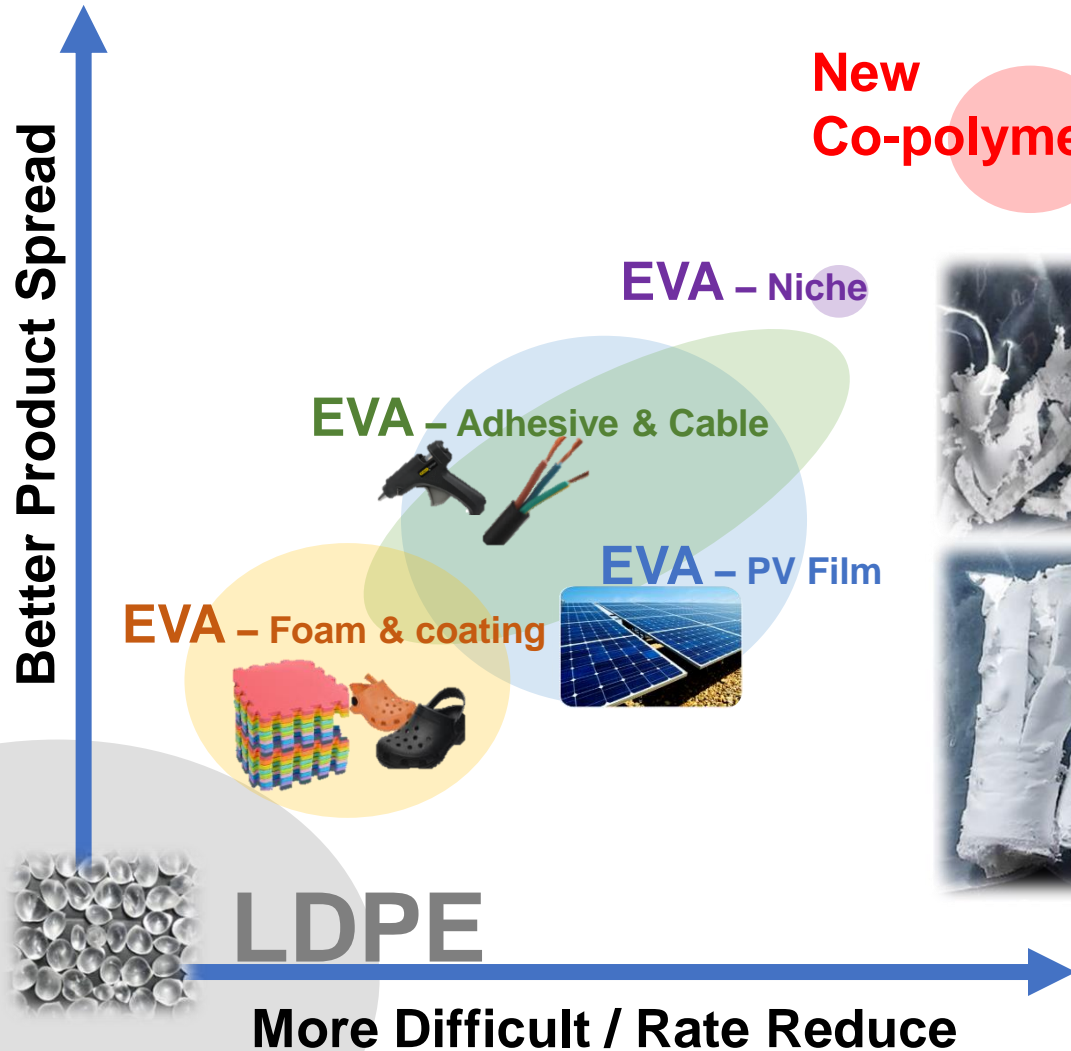 New
Co-polyme
Better Product Spread
EVA – Niche
EVA – Adhesive & Cable
EVA – PV Film
EVA – Foam & coating
LDPE
More Difficult / Rate Reduce